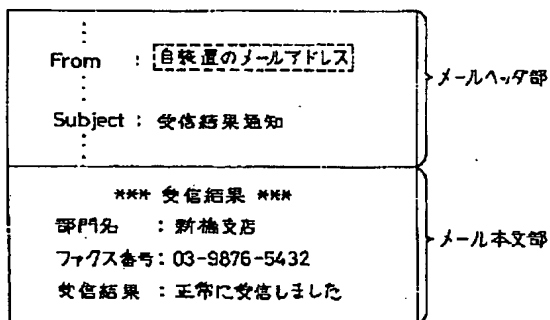 From : 自装置のメールアドレス
メールヘッダ部
Subject : 受信結果通知
*** 受信結果 ***
部門名 : 新橋支店
ファクス番号 : 03-9876-5432
受信結果 : 正常に受信しました
メール本文部